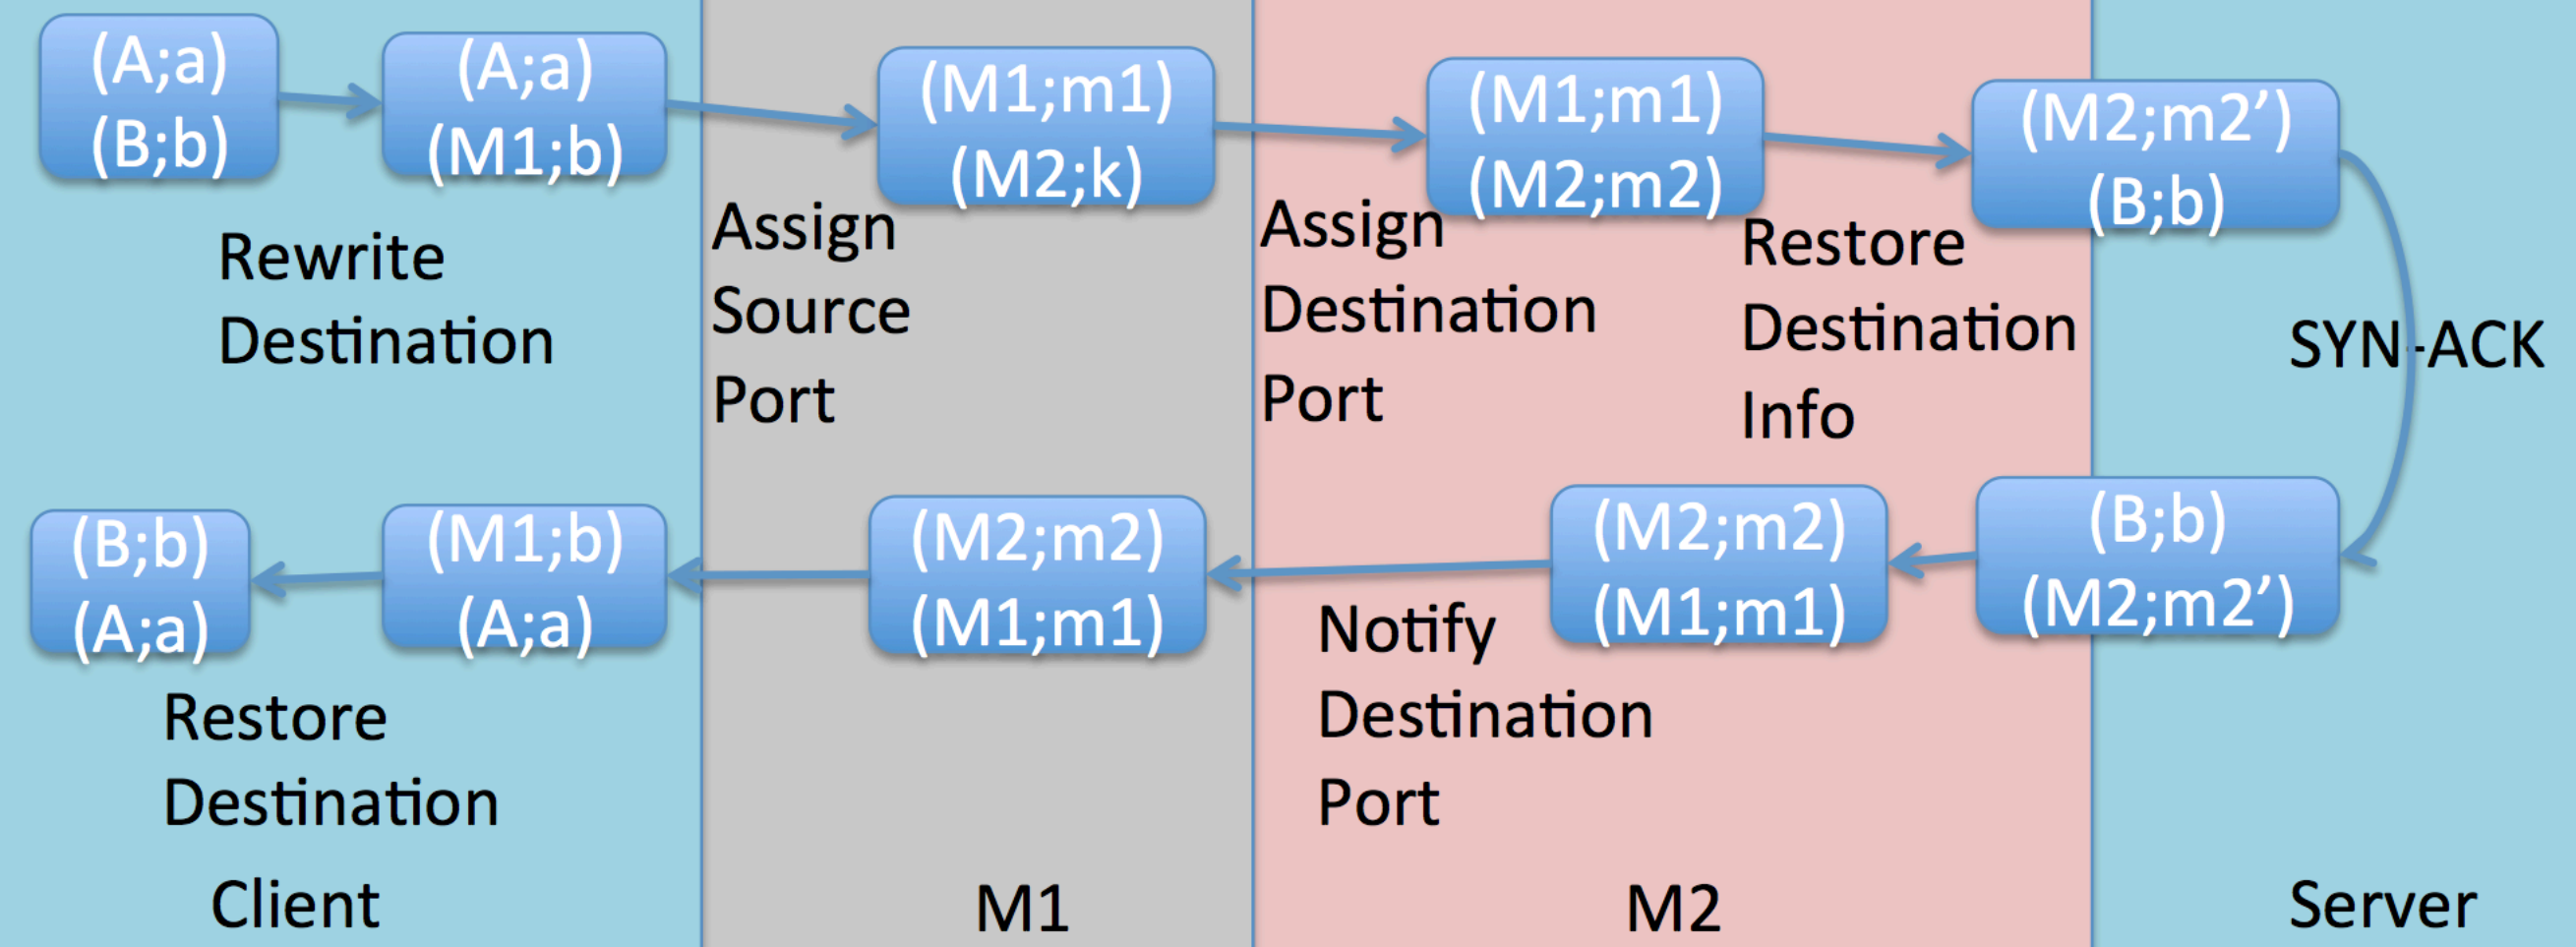 (A;a)
(B;b)
(A;a)
(M1;b)
(M1;m1)
(M2;k)
(M1;m1)
(M2;m2)
(M2;m2’)
(B;b)
Rewrite
Destination
Assign
Source
Port
Assign
Destination
Port
Restore
Destination
Info
SYN-ACK
(B;b)
(A;a)
(M1;b)
(A;a)
(M2;m2)
(M1;m1)
(M2;m2)
(M1;m1)
(B;b)
(M2;m2’)
Restore
Destination
Notify
Destination
Port
Client
M1
M2
Server